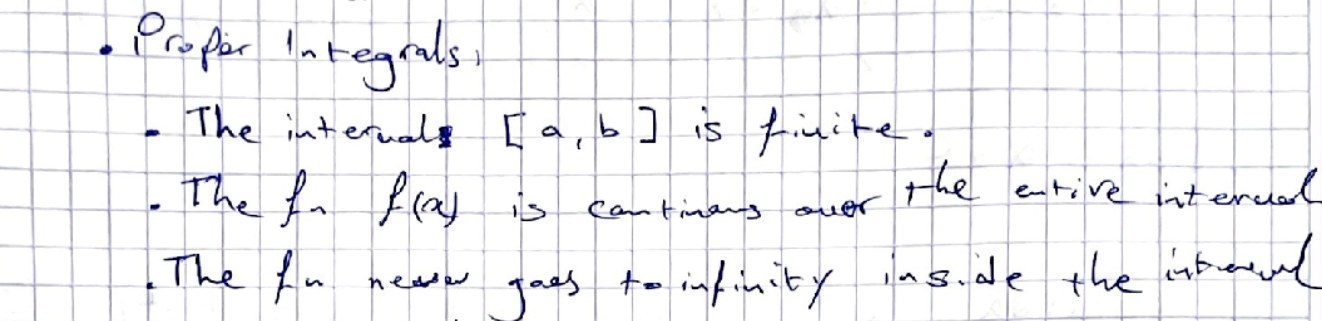 • Proper Integrals,
- The interval [a,b] is finite.
- The fn f(x) is continous over the entire interval
- The fn never goes to infinity inside the interval